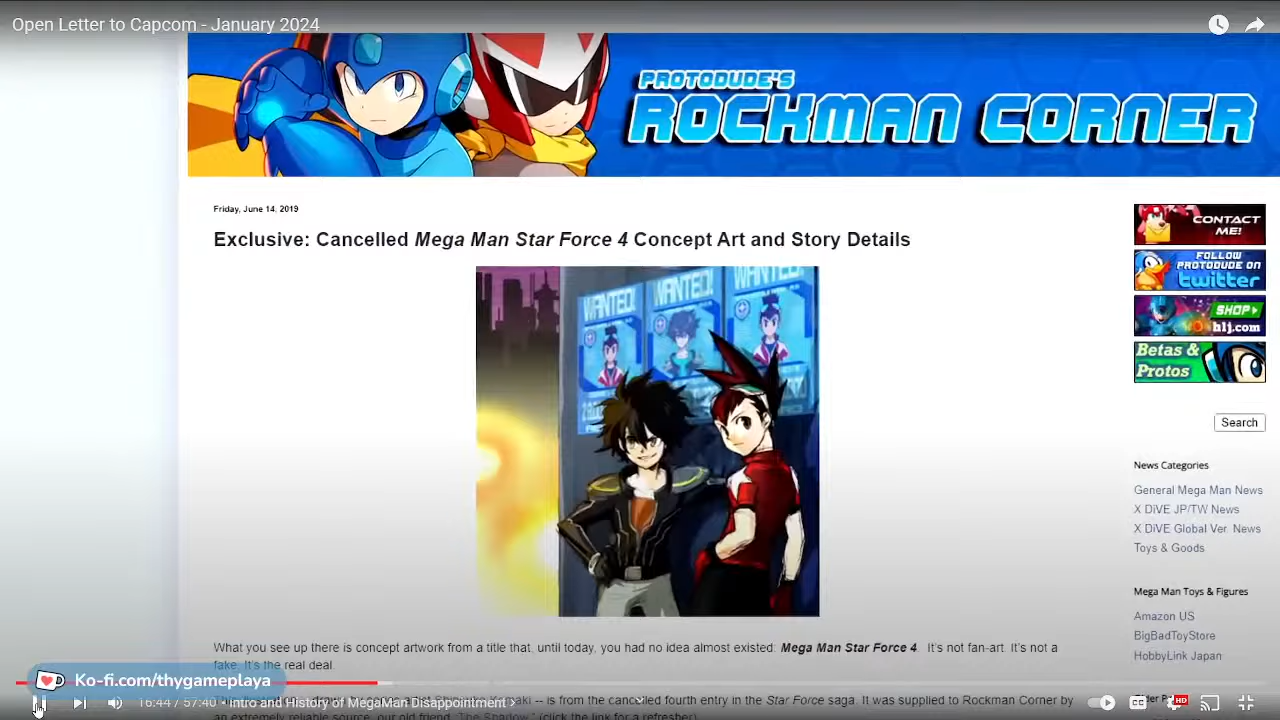 Open Letter to Capcom - January 2024
PROTODUDE'S
ROCKMAN CORNER
Friday, June 14, 2019
Exclusive: Cancelled Mega Man Star Force 4 Concept Art and Story Details
WANTED! WANTED! WANTED!
CONTACT
ME!
FOLLOW
PROTODUDE ON
twitter
SHOP
hlj.com
Betas &
Protos
Search
News Categories
General Mega Man News
X DiVE JP/TW News
X DiVE Global Ver. News
Toys & Goods
Mega Man Toys & Figures
Amazon US
BigBadToyStore
HobbyLink Japan
What you see up there is concept artwork from a title that, until today, you had no idea almost existed: Mega Man Star Force 4. It's not fan-art. It's not a
fake. It's the real deal.
Ko-fi.com/thygameplaya
is from the cancelled fourth entry in the Star Force saga. It was supplied to Rockman Corner by
16:44 / 57:40 • Intro and History of MegaMan Disappointment >
CC
HD
an extremely reliable source, our old friend, "The Shadow." (click the link for a refresher)